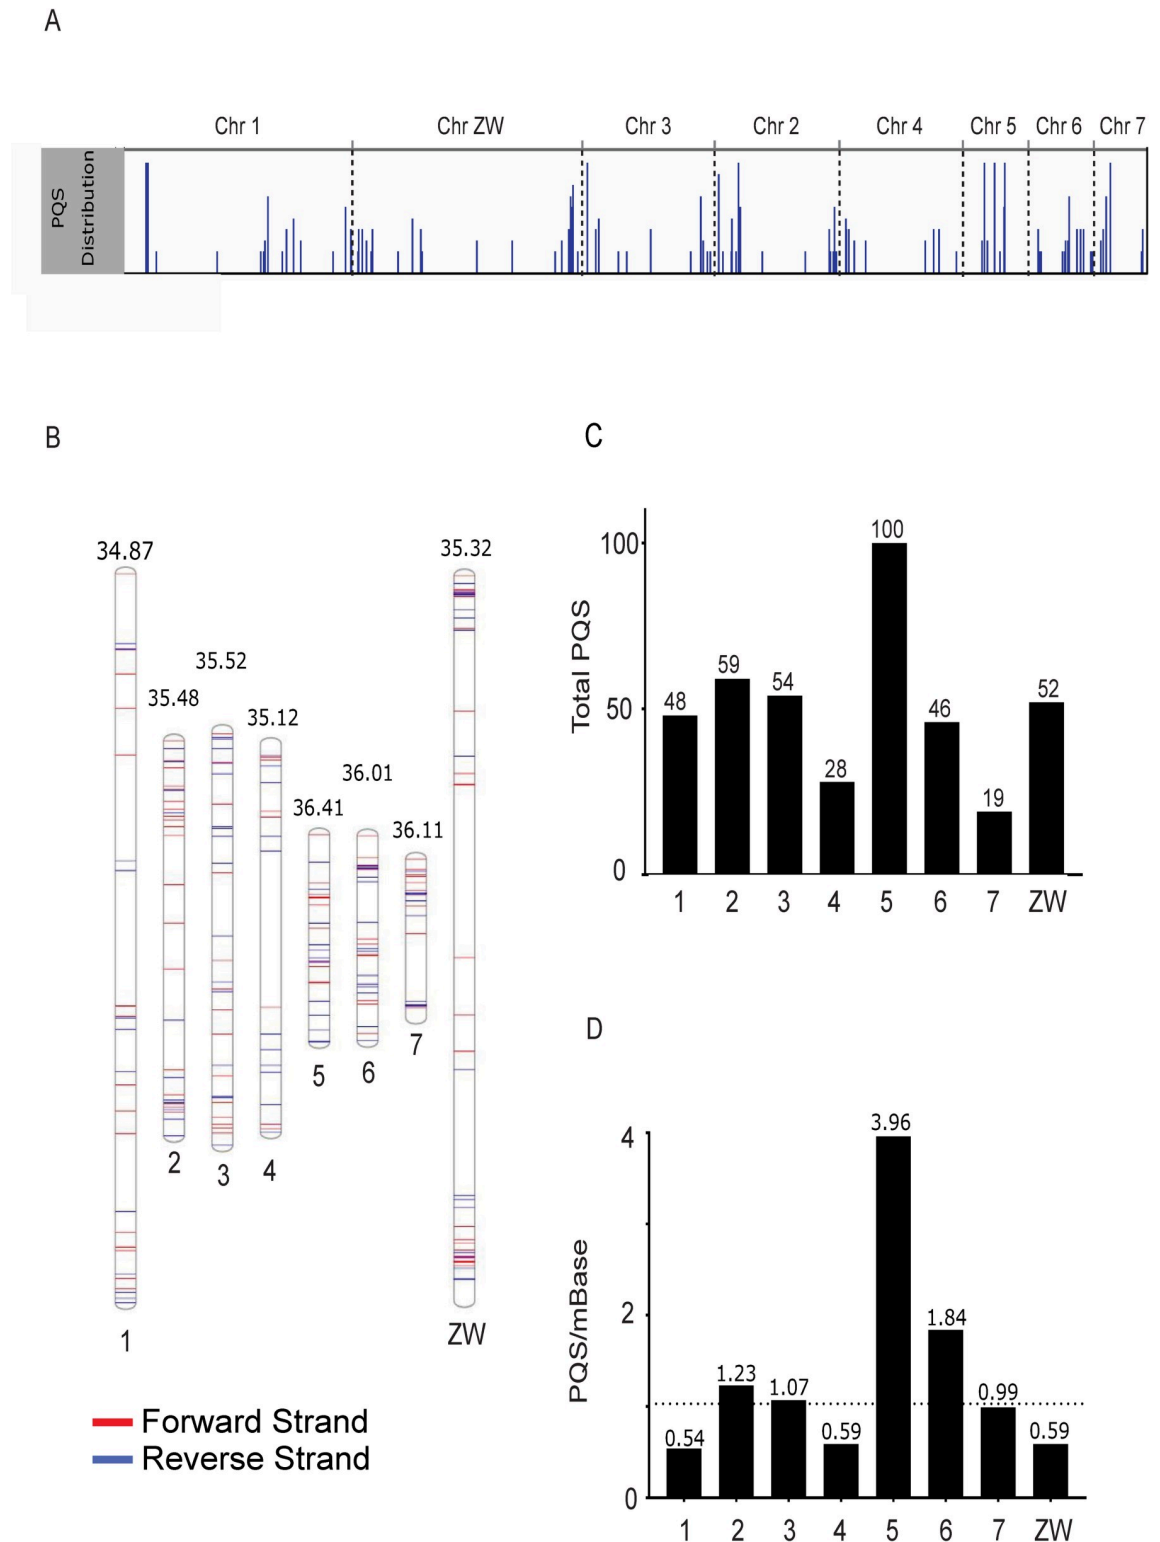 A
Chr 1 Chr ZW Chr 3 Chr 2 Chr 4 Chr 5 Chr 6 Chr 7
PQS
Distribution
B
34.87
35.48
35.52
35.12
36.41
36.01
36.11
35.32
1
2
3
4
5
6
7
ZW
Forward Strand
Reverse Strand
C
Total PQS
100
50
0
48
59
54
28
100
46
19
52
1 2 3 4 5 6 7 ZW
D
PQS/mBase
4
2
0
0.54
1.23
1.07
0.59
3.96
1.84
0.99
0.59
1 2 3 4 5 6 7 ZW